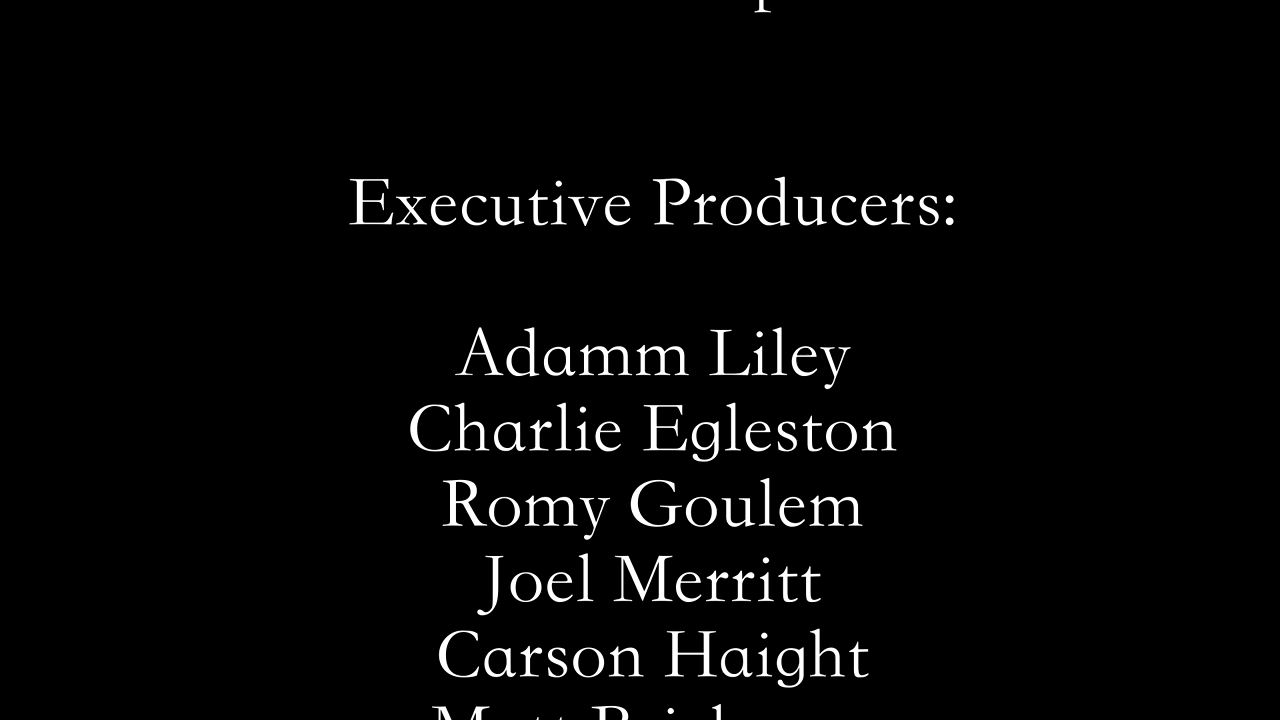 Executive Producers:
Adamm Liley
Charlie Egleston
Romy Goulem
Joel Merritt
Carson Haight